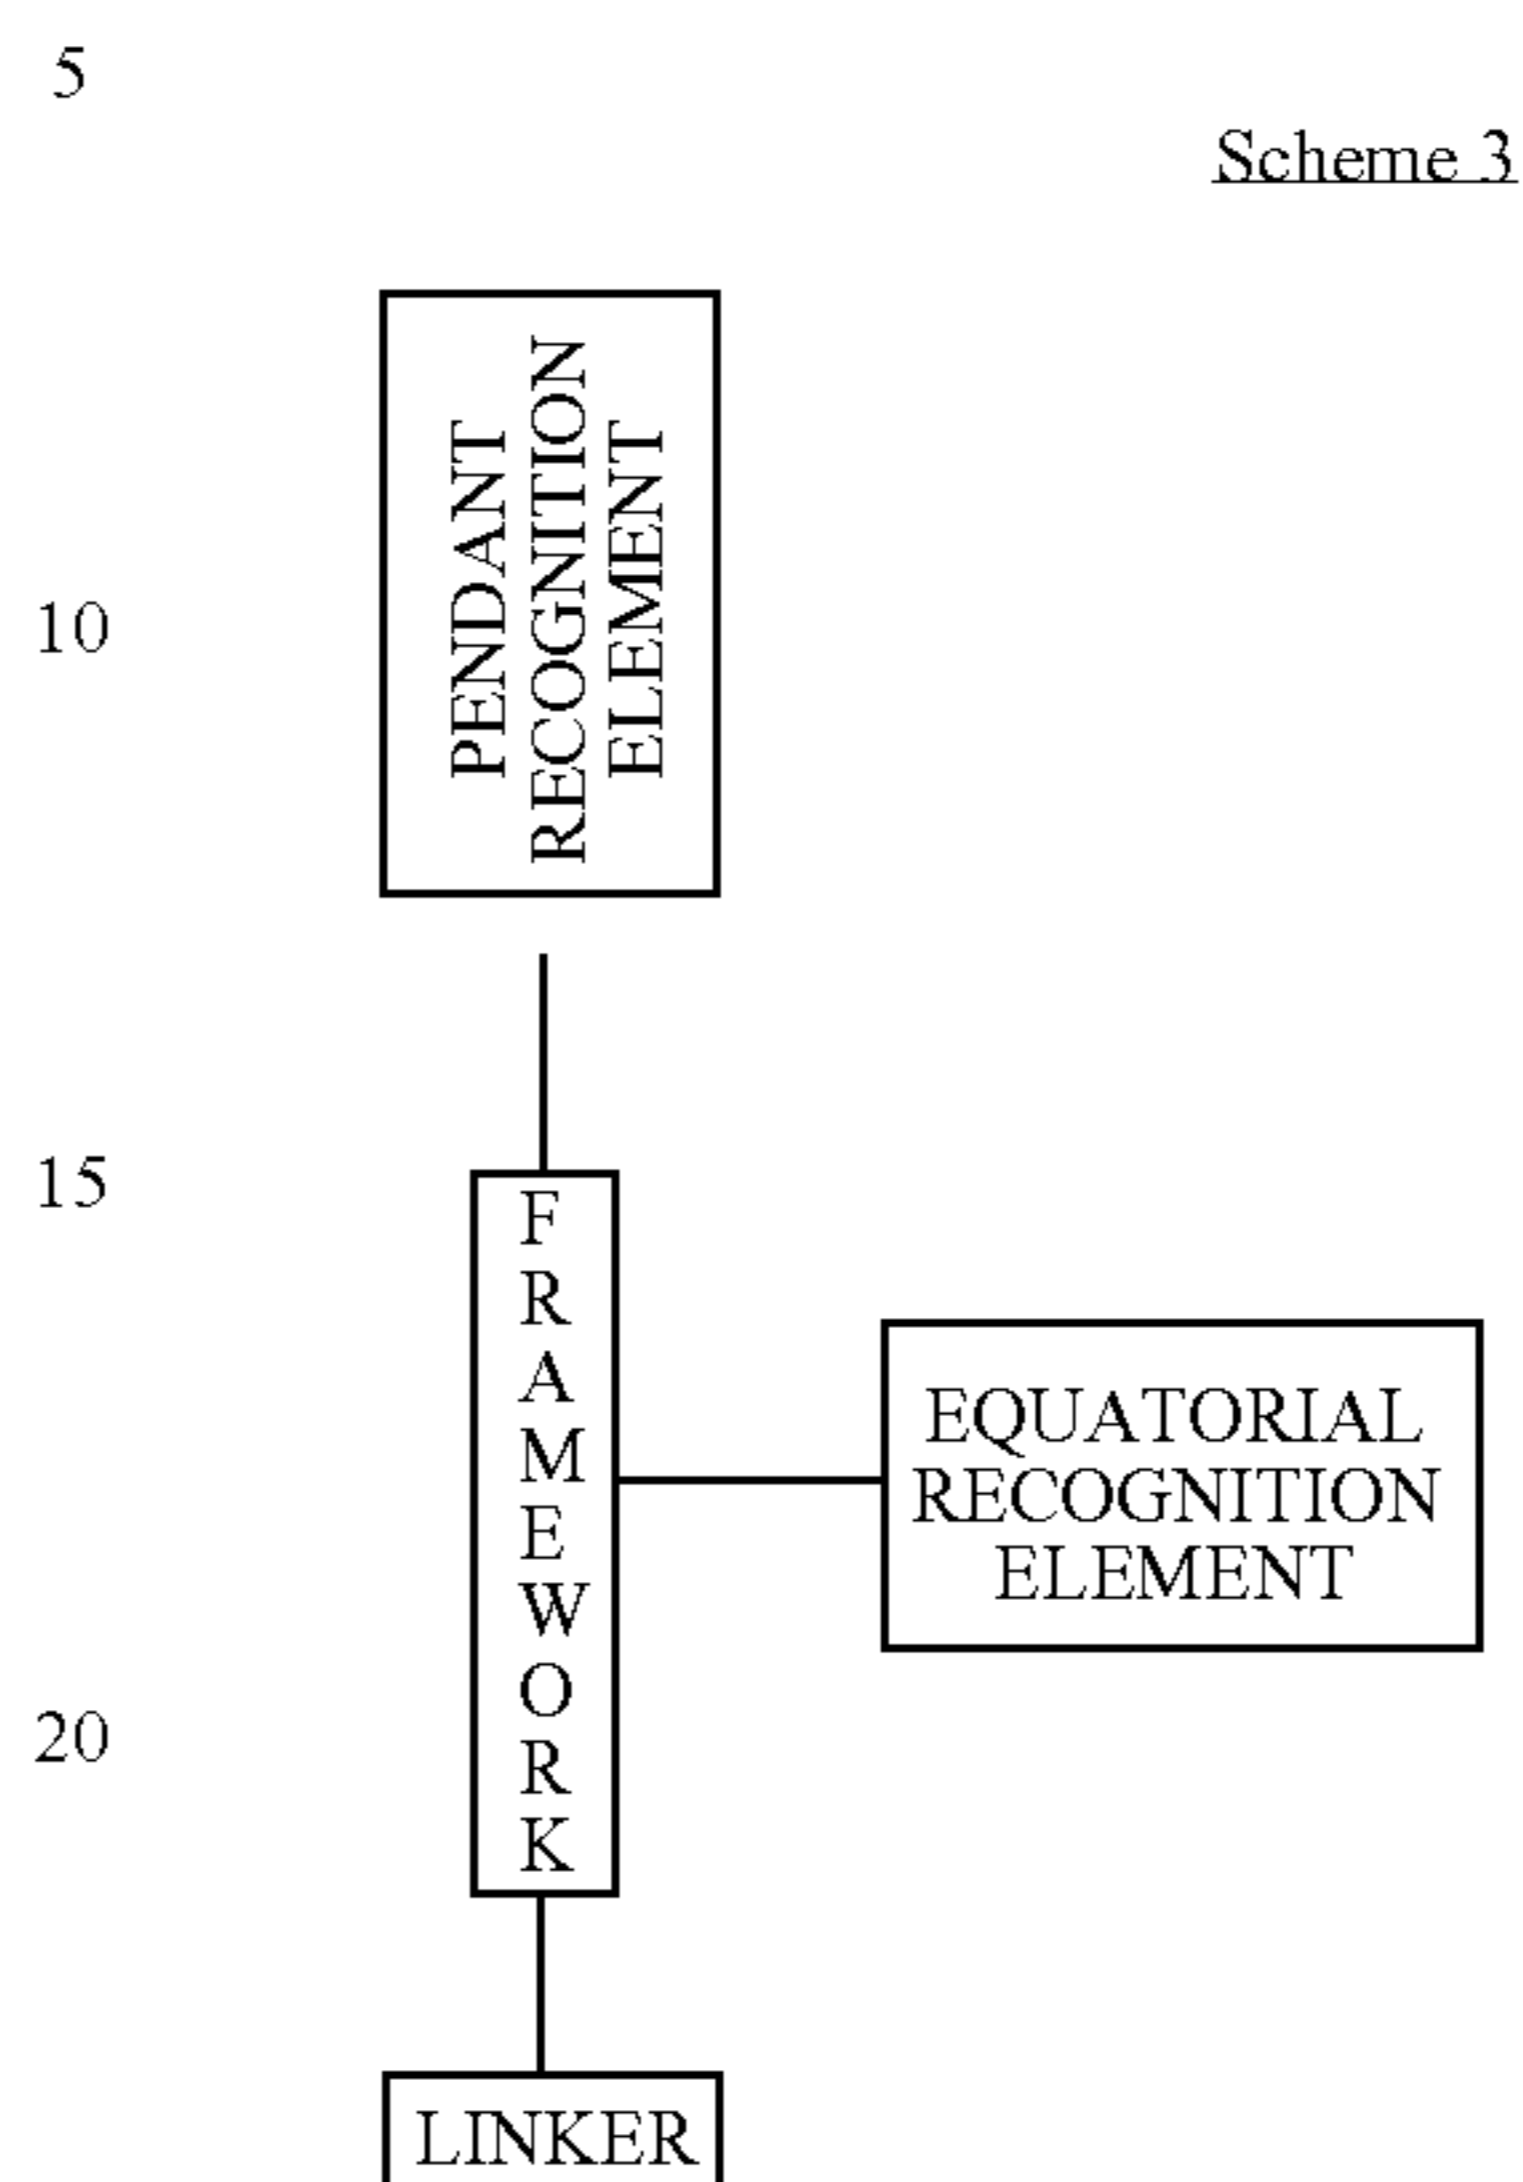 5
Scheme 3
PENDANT
RECOGNITION
ELEMENT
10
15
FRAMEWORK
EQUATORIAL
RECOGNITION
ELEMENT
20
LINKER